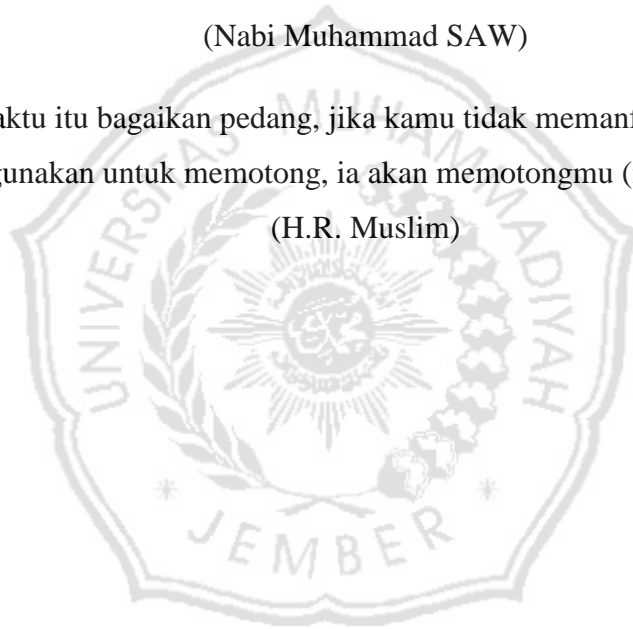 (Nabi Muhammad SAW)
aktu itu bagaikan pedang, jika kamu tidak memanf
gunakan untuk memotong, ia akan memotongmu (
(H.R. Muslim)
UNIVERSITAS MUHAMMADIYAH
JEMBER